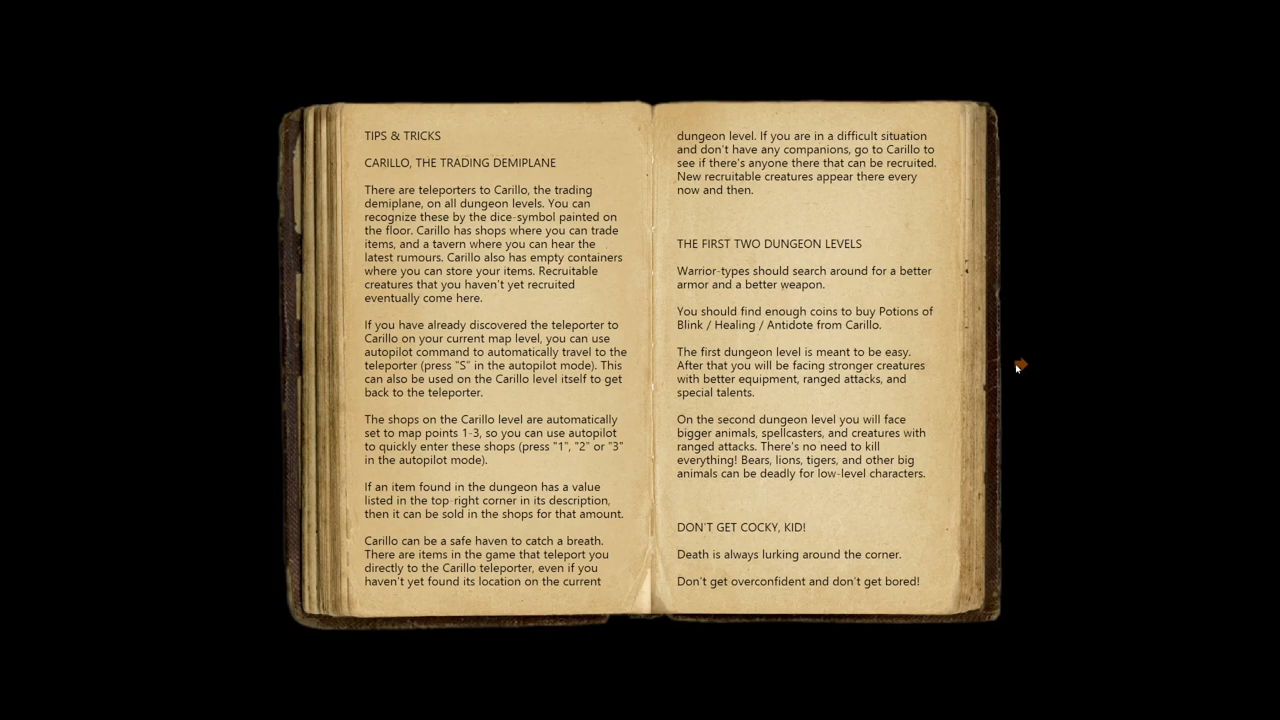 TIPS & TRICKS
CARILLO, THE TRADING DEMIPLANE
There are teleporters to Carillo, the trading
demiplane, on all dungeon levels. You can
recognize these by the dice-symbol painted on
the floor. Carillo has shops where you can trade
items, and a tavern where you can hear the
latest rumours. Carillo also has empty containers
where you can store your items. Recruitable
creatures that you haven't yet recruited
eventually come here.
If you have already discovered the teleporter to
Carillo on your current map level, you can use
autopilot command to automatically travel to the
teleporter (press "S" in the autopilot mode). This
can also be used on the Carillo level itself to get
back to the teleporter.
The shops on the Carillo level are automatically
set to map points 1-3, so you can use autopilot
to quickly enter these shops (press "1", "2" or "3"
in the autopilot mode).
If an item found in the dungeon has a value
listed in the top-right corner in its description,
then it can be sold in the shops for that amount.
Carillo can be a safe haven to catch a breath.
There are items in the game that teleport you
directly to the Carillo teleporter, even if you
haven't yet found its location on the current
dungeon level. If you are in a difficult situation
and don't have any companions, go to Carillo to
see if there's anyone there that can be recruited.
New recruitable creatures appear there every
now and then.
THE FIRST TWO DUNGEON LEVELS
Warrior-types should search around for a better
armor and a better weapon.
You should find enough coins to buy Potions of
Blink / Healing / Antidote from Carillo.
The first dungeon level is meant to be easy.
After that you will be facing stronger creatures
with better equipment, ranged attacks, and
special talents.
On the second dungeon level you will face
bigger animals, spellcasters, and creatures with
ranged attacks. There's no need to kill
everything! Bears, lions, tigers, and other big
animals can be deadly for low-level characters.
DON'T GET COCKY, KID!
Death is always lurking around the corner.
Don't get overconfident and don't get bored!